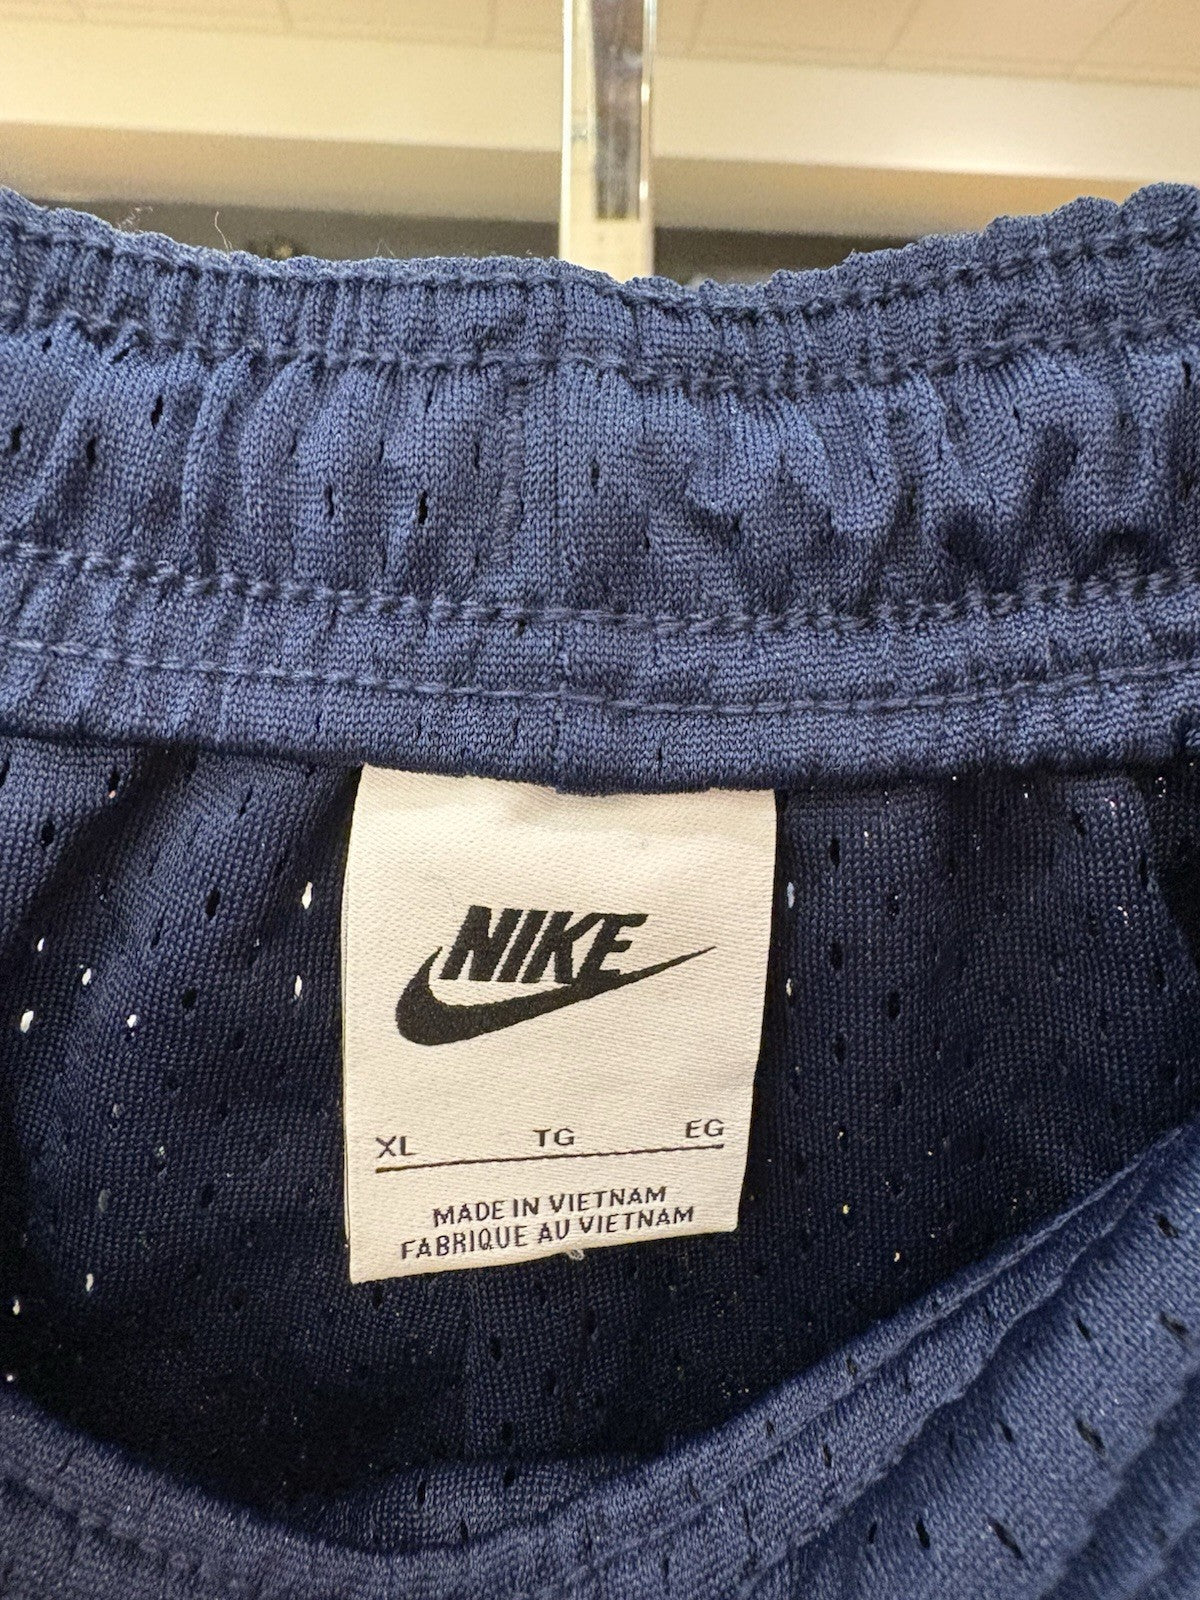 NIKE
XL TG EG
MADE IN VIETNAM
FABRIQUE AU VIETNAM